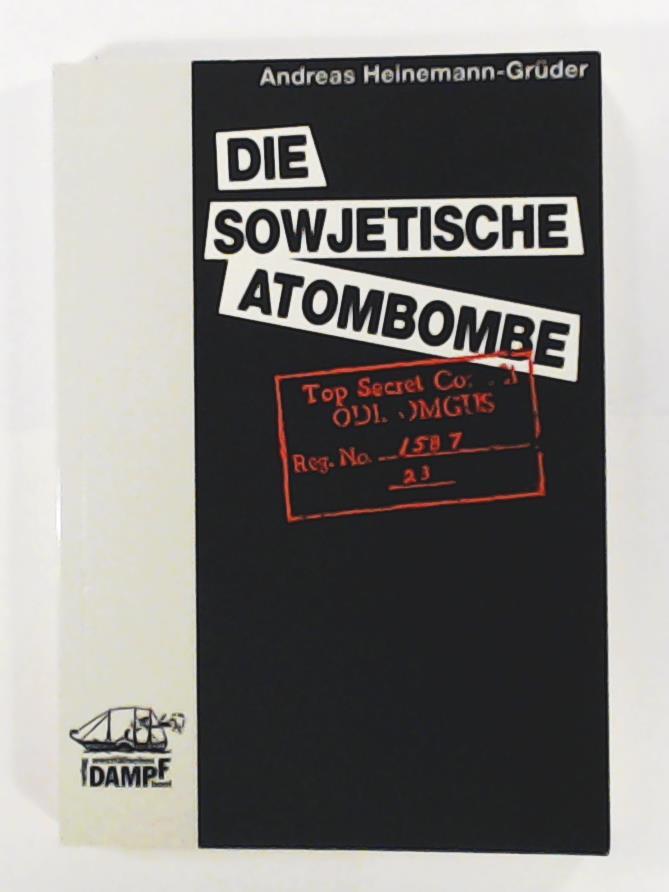 Andreas Heinemann-Grüder
DIE
SOWJETISCHE
ATOMBOMBE
Top Secret
Reg. No. 1587
23
DAMPF